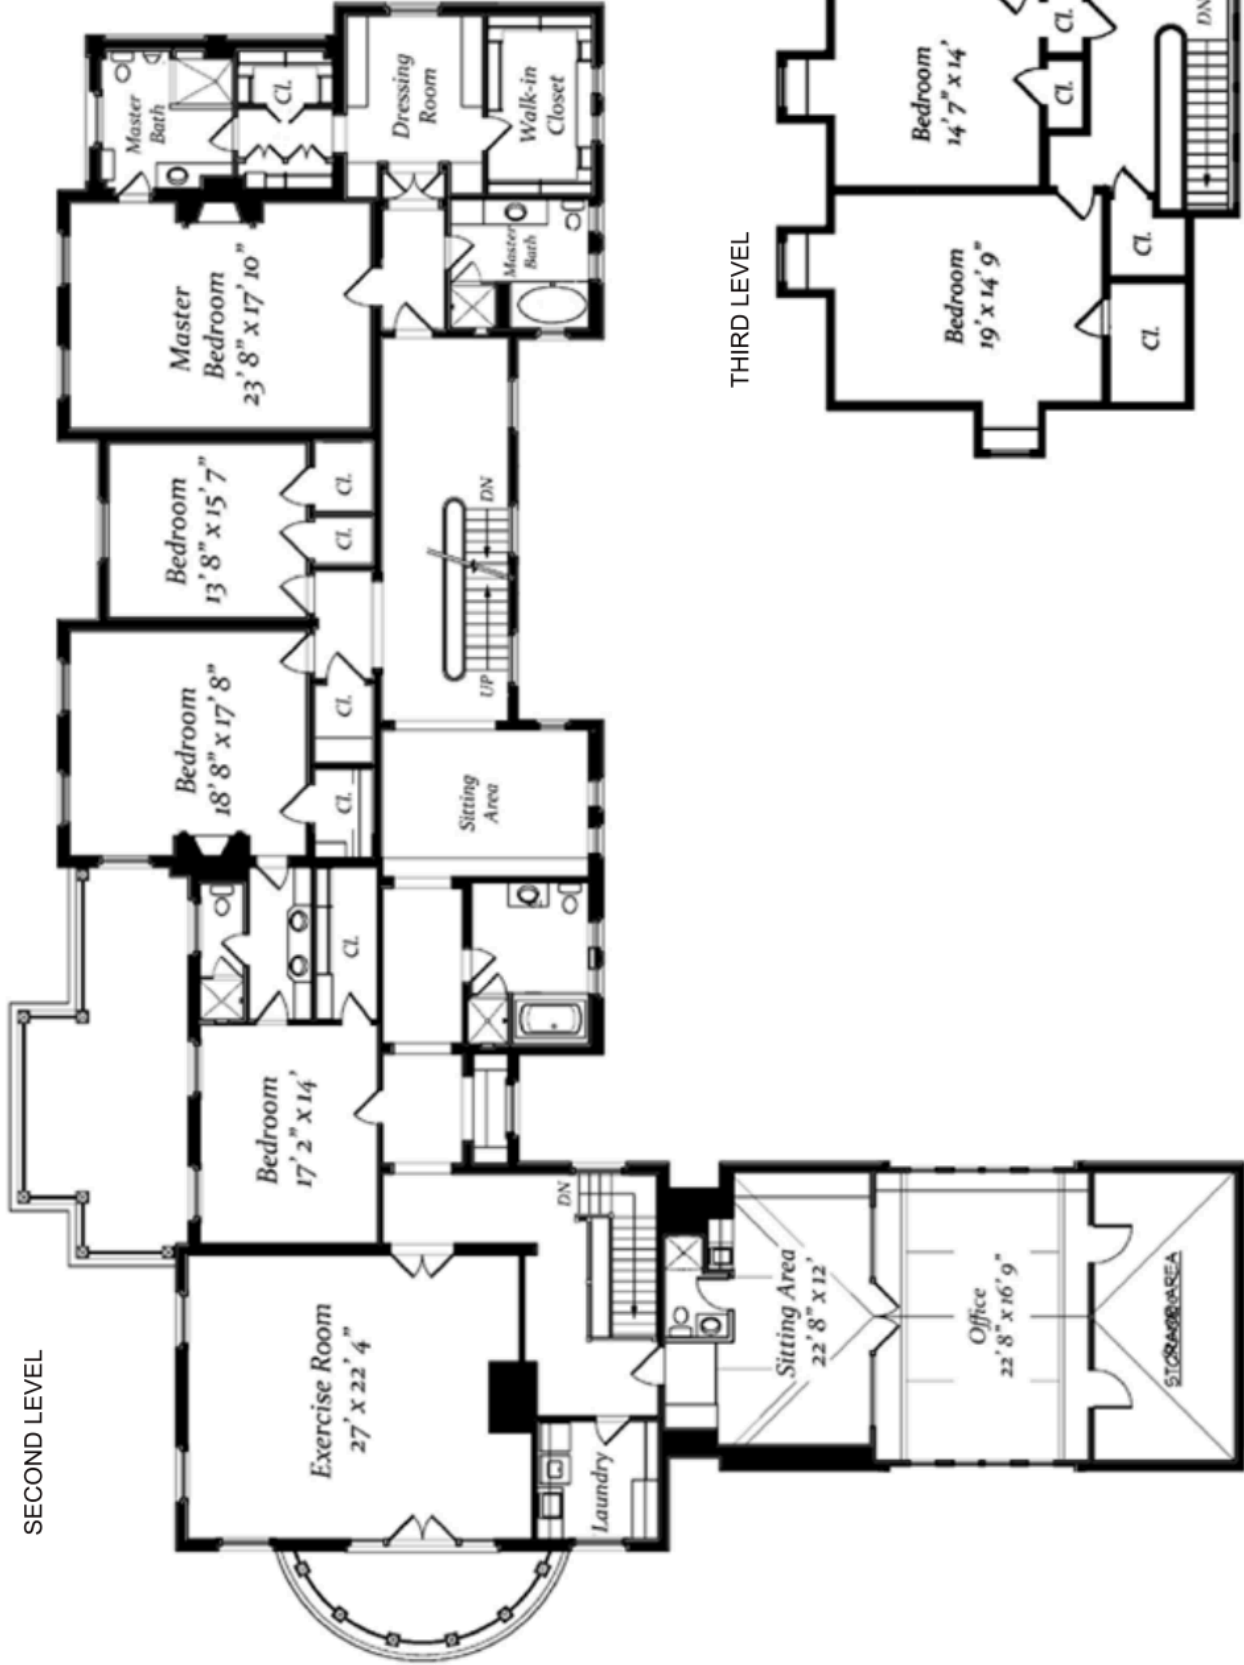 SECOND LEVEL
Exercise Room
27' x 22' 4"
Laundry
DN
Bedroom
17' 2" x 14'
Cl.
Bedroom
18' 8" x 17' 8"
Cl.
Cl.
Bedroom
13' 8" x 15' 7"
Cl.
Cl.
Master
Bedroom
23' 8" x 17' 10"
Master
Bath
Cl.
Dressing
Room
Walk-in
Closet
Master
Bath
Sitting
Area
UP
DN
Sitting Area
22' 8" x 12'
Office
22' 8" x 16' 9"
STORAGE AREA
THIRD LEVEL
Bedroom
19' x 14' 9"
Cl.
Cl.
Bedroom
14' 7" x 14'
Cl.
Cl.
DN